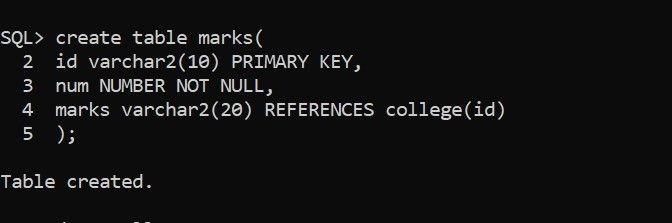 SQL> create table marks(
2 id varchar2(10) PRIMARY KEY,
3 num NUMBER NOT NULL,
4 marks varchar2(20) REFERENCES college(id)
5 );
Table created.